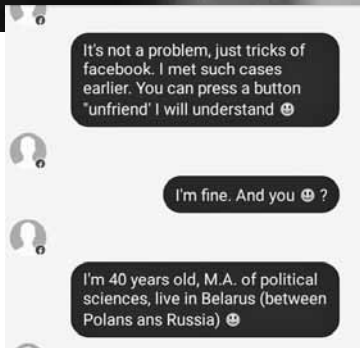 It's not a problem, just tricks of
facebook. I met such cases
earlier. You can press a button
"unfriend' I will understand 😃
I'm fine. And you 😃 ?
I'm 40 years old, M.A. of political
sciences, live in Belarus (between
Polans ans Russia) 😃